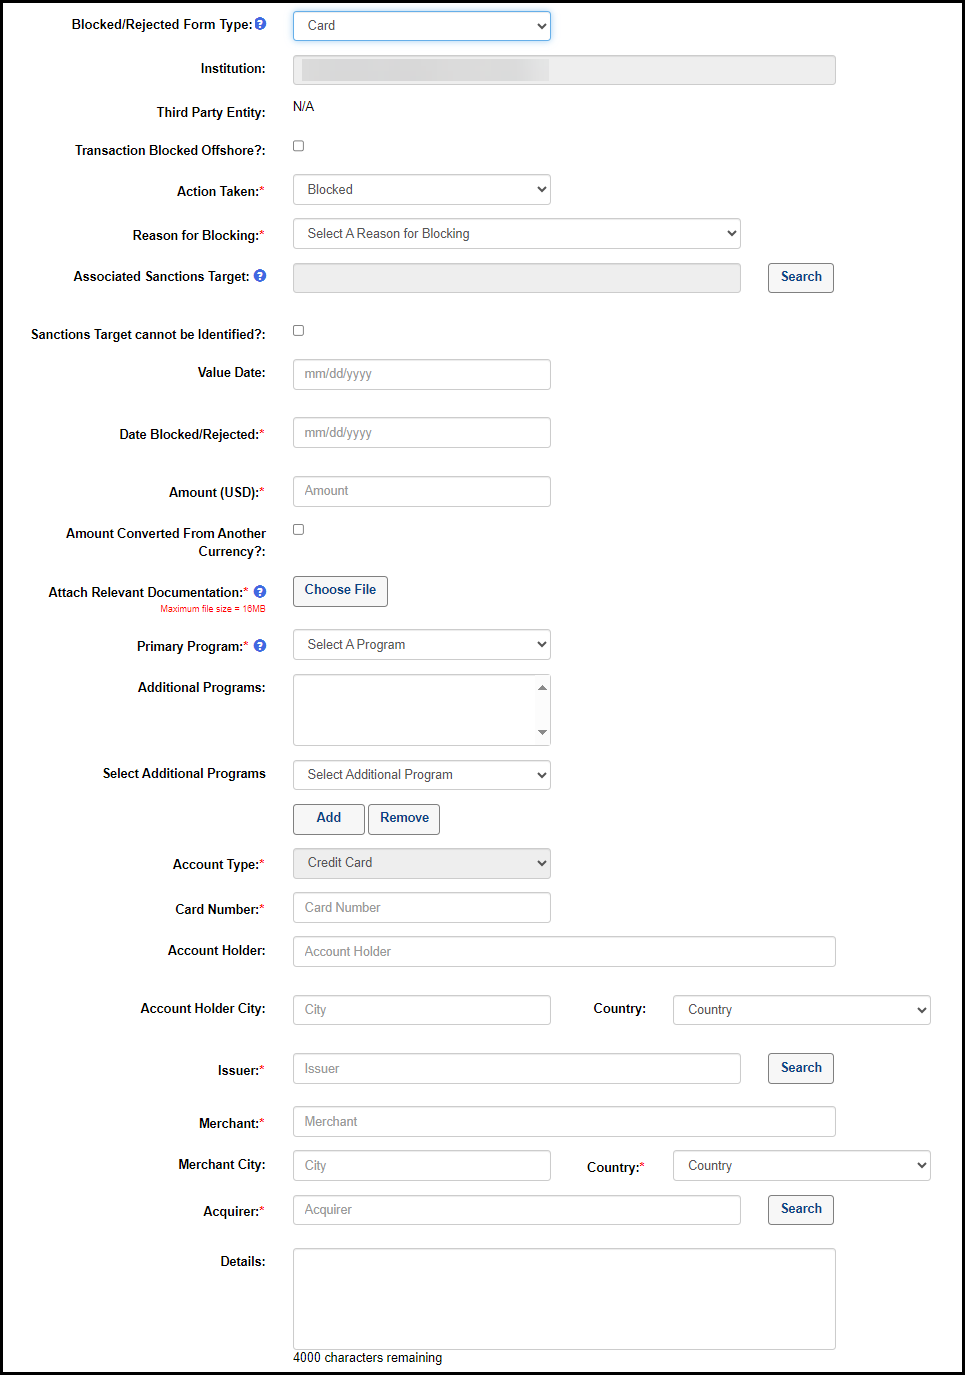 Blocked/Rejected Form Type: ? Card
Institution:
Third Party Entity: N/A
Transaction Blocked Offshore?:
Action Taken:* Blocked
Reason for Blocking:* Select A Reason for Blocking
Associated Sanctions Target: ? Search
Sanctions Target cannot be Identified?:
Value Date: mm/dd/yyyy
Date Blocked/Rejected:* mm/dd/yyyy
Amount (USD):* Amount
Amount Converted From Another
Currency?:
Attach Relevant Documentation:* ? Choose File
Maximum file size = 16MB
Primary Program:* ? Select A Program
Additional Programs:
Select Additional Programs Select Additional Program
Add Remove
Account Type:* Credit Card
Card Number:* Card Number
Account Holder: Account Holder
Account Holder City: City Country: Country
Issuer:* Issuer Search
Merchant:* Merchant
Merchant City: City Country:* Country
Acquirer:* Acquirer Search
Details:
4000 characters remaining